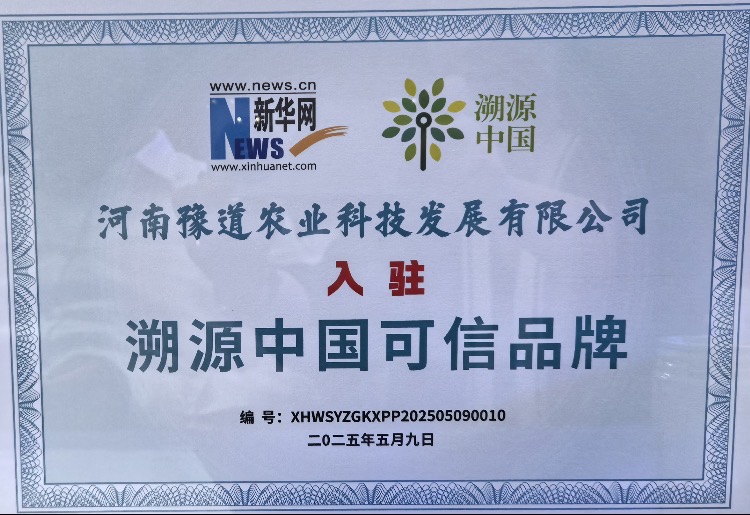 www.news.cn
新华网
NEWS
www.xinhuanet.com
溯源
中国
河南豫道农业科技发展有限公司
入驻
溯源中国可信品牌
编 号：XHWSYZGKXPP202505090010
二〇二五年五月九日